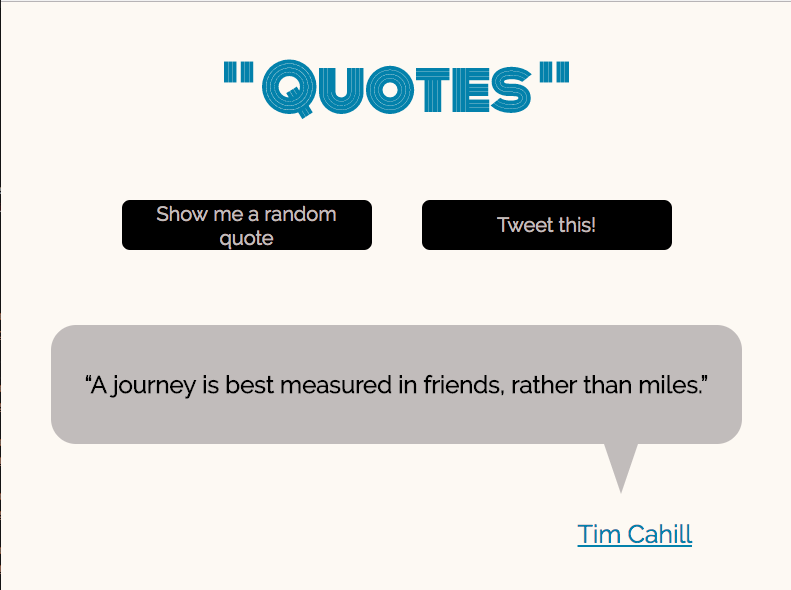 "Quotes"
Show me a random
quote
Tweet this!
“A journey is best measured in friends, rather than miles.”
Tim Cahill